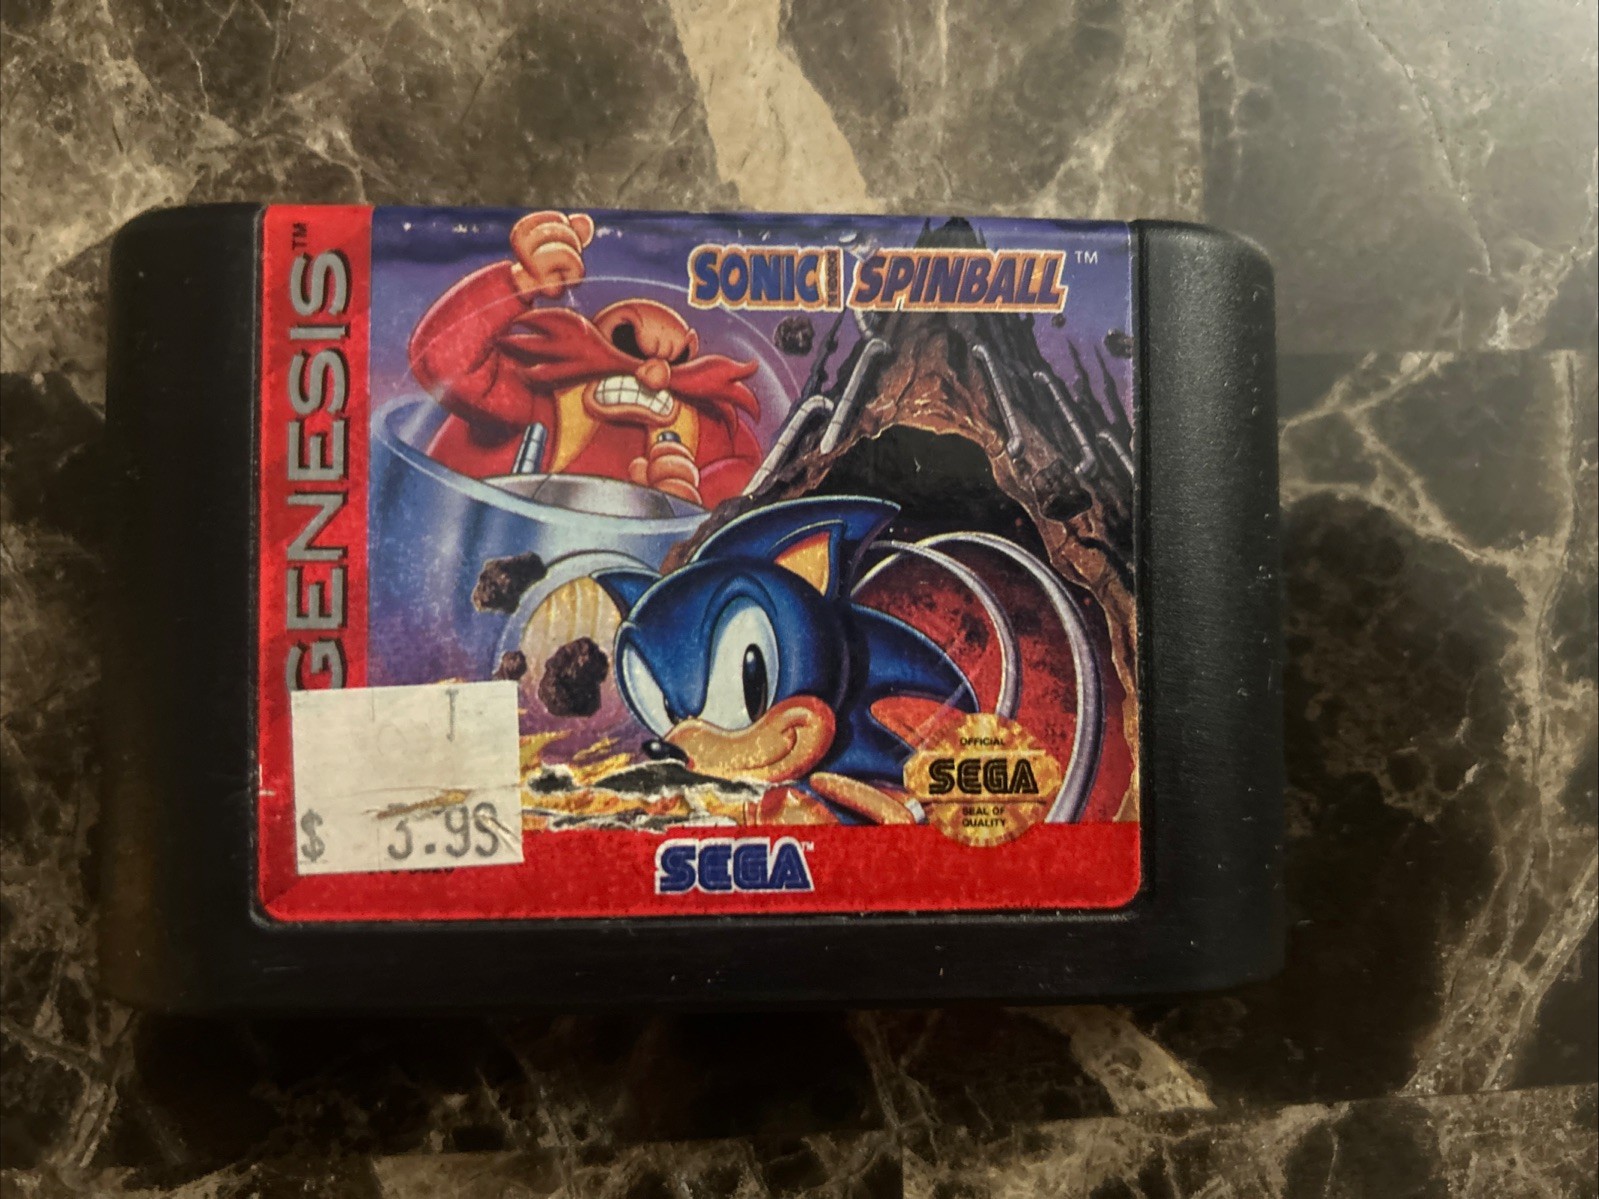 GENESIS™
SONIC SPINBALL™
OFFICIAL
SEGA
SEAL OF
QUALITY
$ 3.99
SEGA™